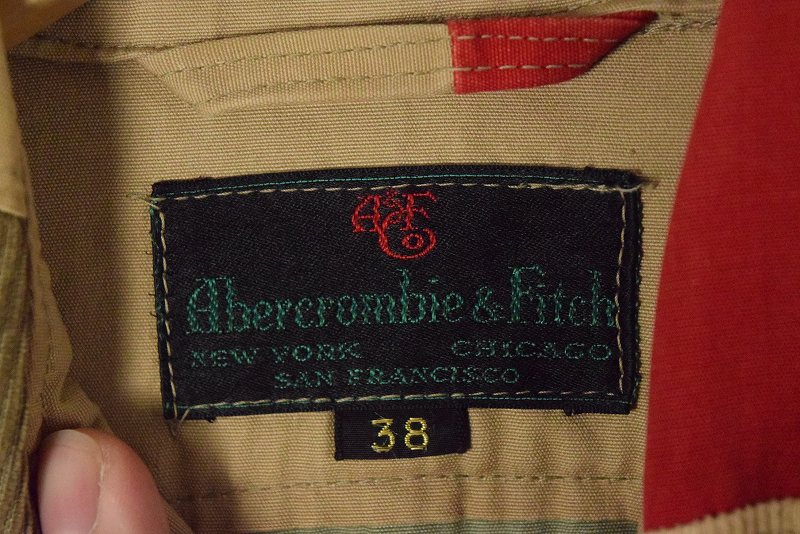 A&F Co
Abercrombie & Fitch
NEW YORK CHICAGO
SAN FRANCISCO
38